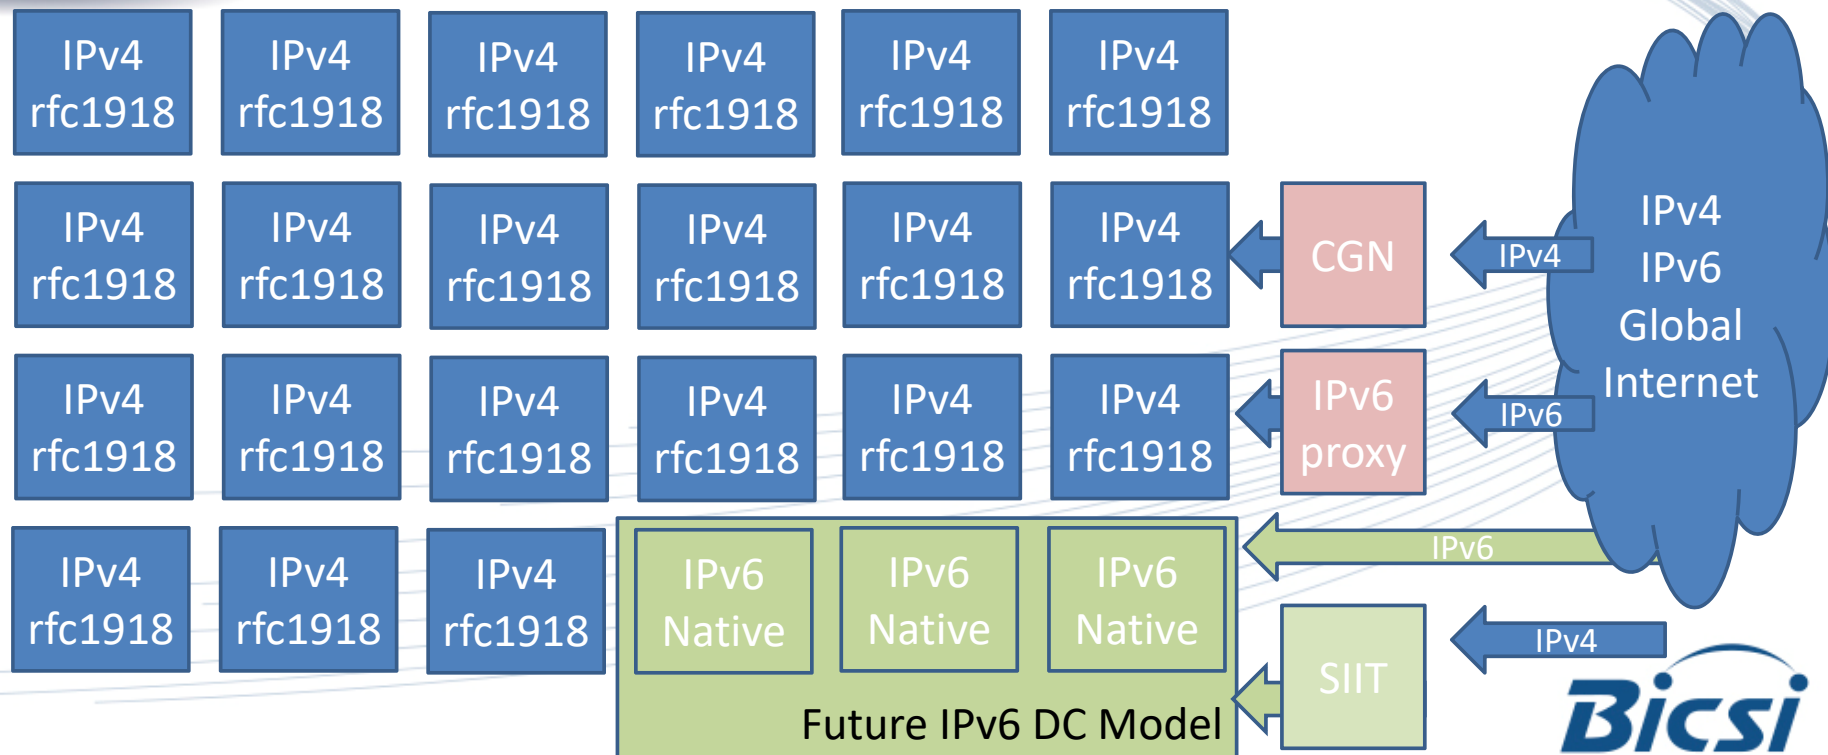 IPv4 IPv4 IPv4 IPv4 IPv4 IPv4
rfc1918 rfc1918 rfc1918 rfc1918 rfc1918 rfc1918
IPv4 IPv4 IPv4 IPv4 IPv4 IPv4
rfc1918 rfc1918 rfc1918 rfc1918 rfc1918 rfc1918
CGN
IPv4
IPv4
IPv6
Global
Internet
IPv4 IPv4 IPv4 IPv4 IPv4 IPv4
rfc1918 rfc1918 rfc1918 rfc1918 rfc1918 rfc1918
IPv6
proxy
IPv6
IPv4 IPv4 IPv4
rfc1918 rfc1918 rfc1918
IPv6 IPv6 IPv6
Native Native Native
IPv6
SIIT
IPv4
Future IPv6 DC Model
Bicsi